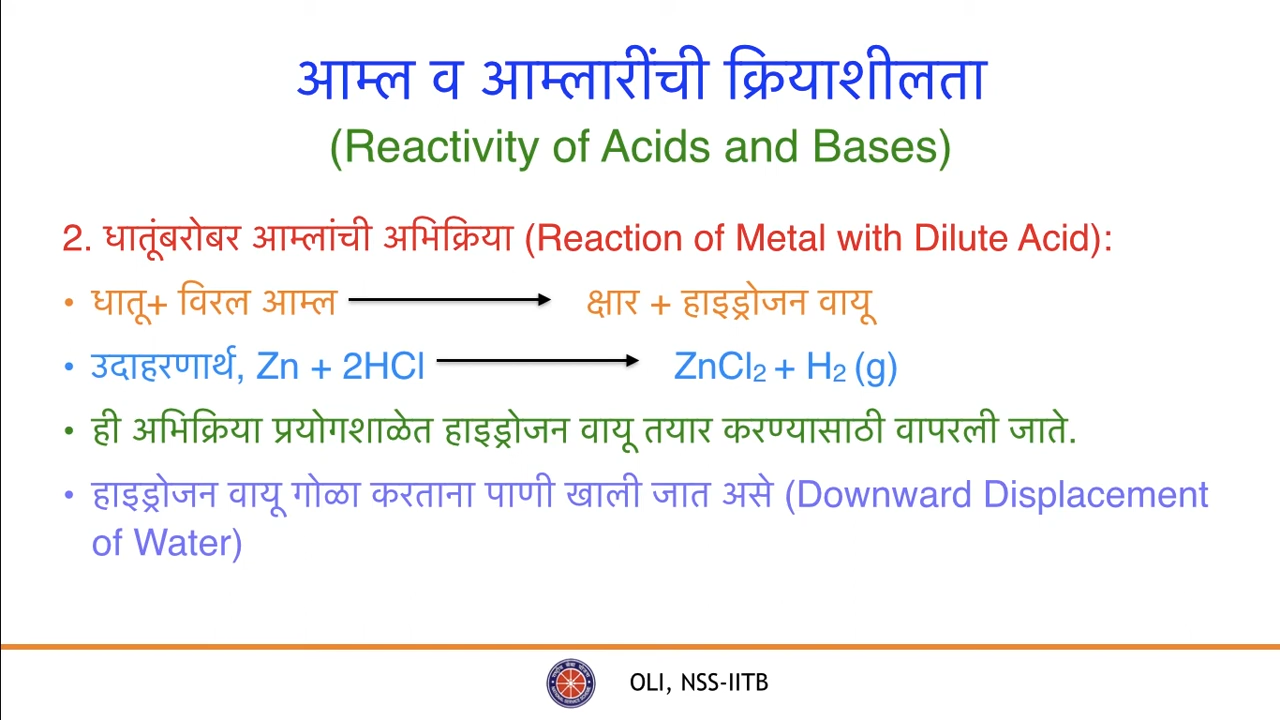 आम्ल व आम्लारींची क्रियाशीलता
(Reactivity of Acids and Bases)
2. धातूंबरोबर आम्लांची अभिक्रिया (Reaction of Metal with Dilute Acid):
• धातू+ विरल आम्ल ⟶ क्षार + हाइड्रोजन वायू
• उदाहरणार्थ, Zn + 2HCl ⟶ ZnCl₂ + H₂ (g)
• ही अभिक्रिया प्रयोगशाळेत हाइड्रोजन वायू तयार करण्यासाठी वापरली जाते.
• हाइड्रोजन वायू गोळा करताना पाणी खाली जात असे (Downward Displacement
of Water)
OLI, NSS-IITB